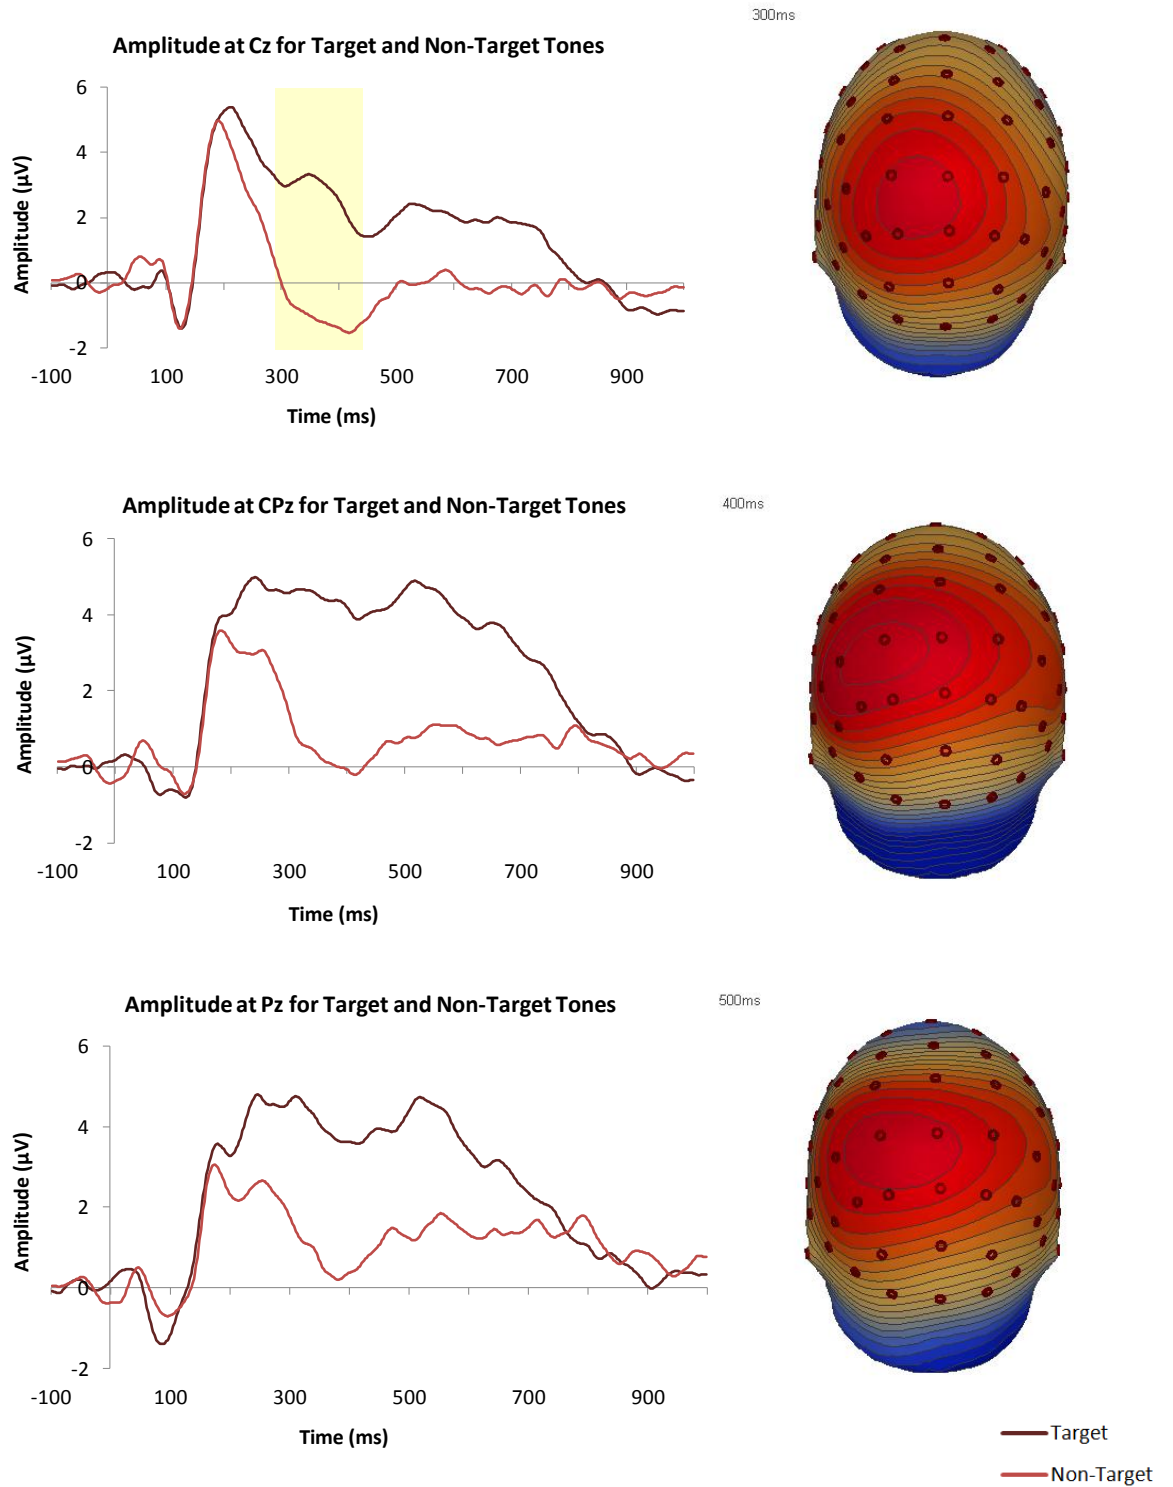 300ms
Amplitude at Cz for Target and Non-Target Tones
6
4
2
0
-2
Amplitude (µV)
-100 100 300 500 700 900
Time (ms)
400ms
Amplitude at CPz for Target and Non-Target Tones
6
4
2
0
-2
Amplitude (µV)
-100 100 300 500 700 900
Time (ms)
500ms
Amplitude at Pz for Target and Non-Target Tones
6
4
2
0
-2
Amplitude (µV)
-100 100 300 500 700 900
Time (ms)
Target
Non-Target